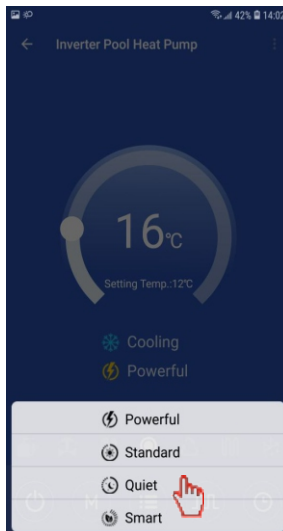 42% 14:02
Inverter Pool Heat Pump
16°C
Setting Temp.:12°C
Cooling
Powerful
Powerful
Standard
Quiet
Smart